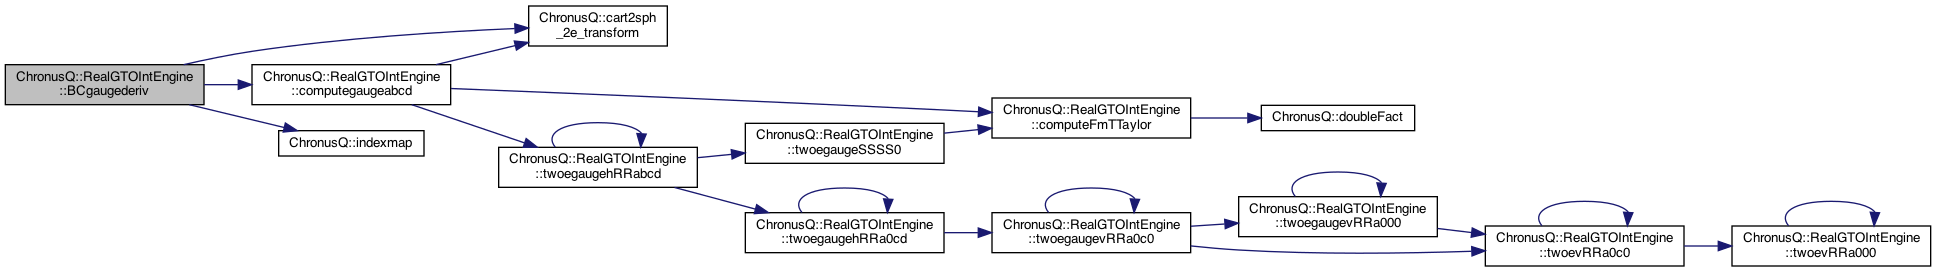 ChronusQ::RealGTOIntEngine
::BCgaugederiv
ChronusQ::cart2sph
_2e_transform
ChronusQ::RealGTOIntEngine
::computegaugeabcd
ChronusQ::indexmap
ChronusQ::RealGTOIntEngine
::twoegaugehRRabcd
ChronusQ::RealGTOIntEngine
::twoegaugeSSSS0
ChronusQ::RealGTOIntEngine
::computeFmTTaylor
ChronusQ::doubleFact
ChronusQ::RealGTOIntEngine
::twoegaugehRRa0cd
ChronusQ::RealGTOIntEngine
::twoegaugevRRa0c0
ChronusQ::RealGTOIntEngine
::twoegaugevRRa000
ChronusQ::RealGTOIntEngine
::twoevRRa0c0
ChronusQ::RealGTOIntEngine
::twoevRRa000